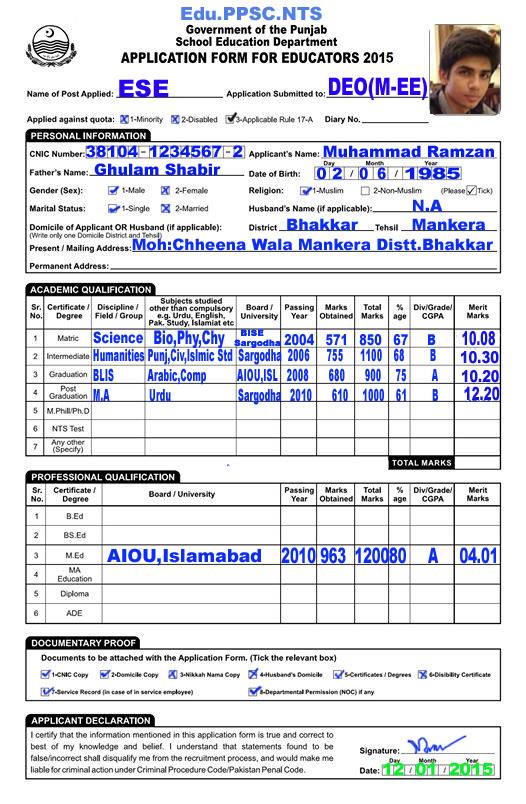 Edu.PPSC.NTS
Government of the Punjab
School Education Department
APPLICATION FORM FOR EDUCATORS 2015
Name of Post Applied: ESE Application Submitted to: DEO(M-EE)
Applied against quota: 1-Minority 2-Disabled 3-Applicable Rule 17-A Diary No.
PERSONAL INFORMATION
CNIC Number: 38104-1234567-2 Applicant's Name: Muhammad Ramzan
Father's Name: Ghulam Shabir Date of Birth: Day Month Year 02/06/1985
Gender (Sex): 1-Male 2-Female Religion: 1-Muslim 2-Non-Muslim (Please Tick)
Marital Status: 1-Single 2-Married Husband's Name (if applicable): N.A
Domicile of Applicant OR Husband (if applicable): District Bhakkar Tehsil Mankera
(Write only one Domicile District and Tehsil)
Present / Mailing Address: Moh:Chheena Wala Mankera Distt.Bhakkar
Permanent Address:
ACADEMIC QUALIFICATION
Sr. No. Certificate / Degree Discipline / Field / Group Subjects studied other than compulsory e.g. Urdu, English, Pak. Study, Islamiat etc Board / University Passing Year Marks Obtained Total Marks % age Div/Grade/ CGPA Merit Marks
1 Matric Science Bio,Phy,Chy BISE Sargodha 2004 571 850 67 B 10.08
2 Intermediate Humanities Punj,Civ,Islmic Std Sargodha 2006 755 1100 68 B 10.30
3 Graduation BLIS Arabic,Comp AIOU,ISL 2008 680 900 75 A 10.20
4 Post Graduation M.A Urdu Sargodha 2010 610 1000 61 B 12.20
5 M.Phill/Ph.D
6 NTS Test
7 Any other (Specify)
TOTAL MARKS
PROFESSIONAL QUALIFICATION
Sr. No. Certificate / Degree Board / University Passing Year Marks Obtained Total Marks % age Div/Grade/ CGPA Merit Marks
1 B.Ed
2 BS.Ed
3 M.Ed AIOU,Islamabad 2010 963 1200 80 A 04.01
4 MA Education
5 Diploma
6 ADE
DOCUMENTARY PROOF
Documents to be attached with the Application Form. (Tick the relevant box)
1-CNIC Copy 2-Domicile Copy 3-Nikkah Nama Copy 4-Husband's Domicile 5-Certificates / Degrees 6-Disibility Certificate
7-Service Record (in case of in service employee) 8-Departmental Permission (NOC) if any
APPLICANT DECLARATION
I certify that the information mentioned in this application form is true and correct to
best of my knowledge and belief. I understand that statements found to be
false/incorrect shall disqualify me from the recruitment process, and would make me
liable for criminal action under Criminal Procedure Code/Pakistan Penal Code.
Signature:
Day Month Year
Date: 12/01/2015